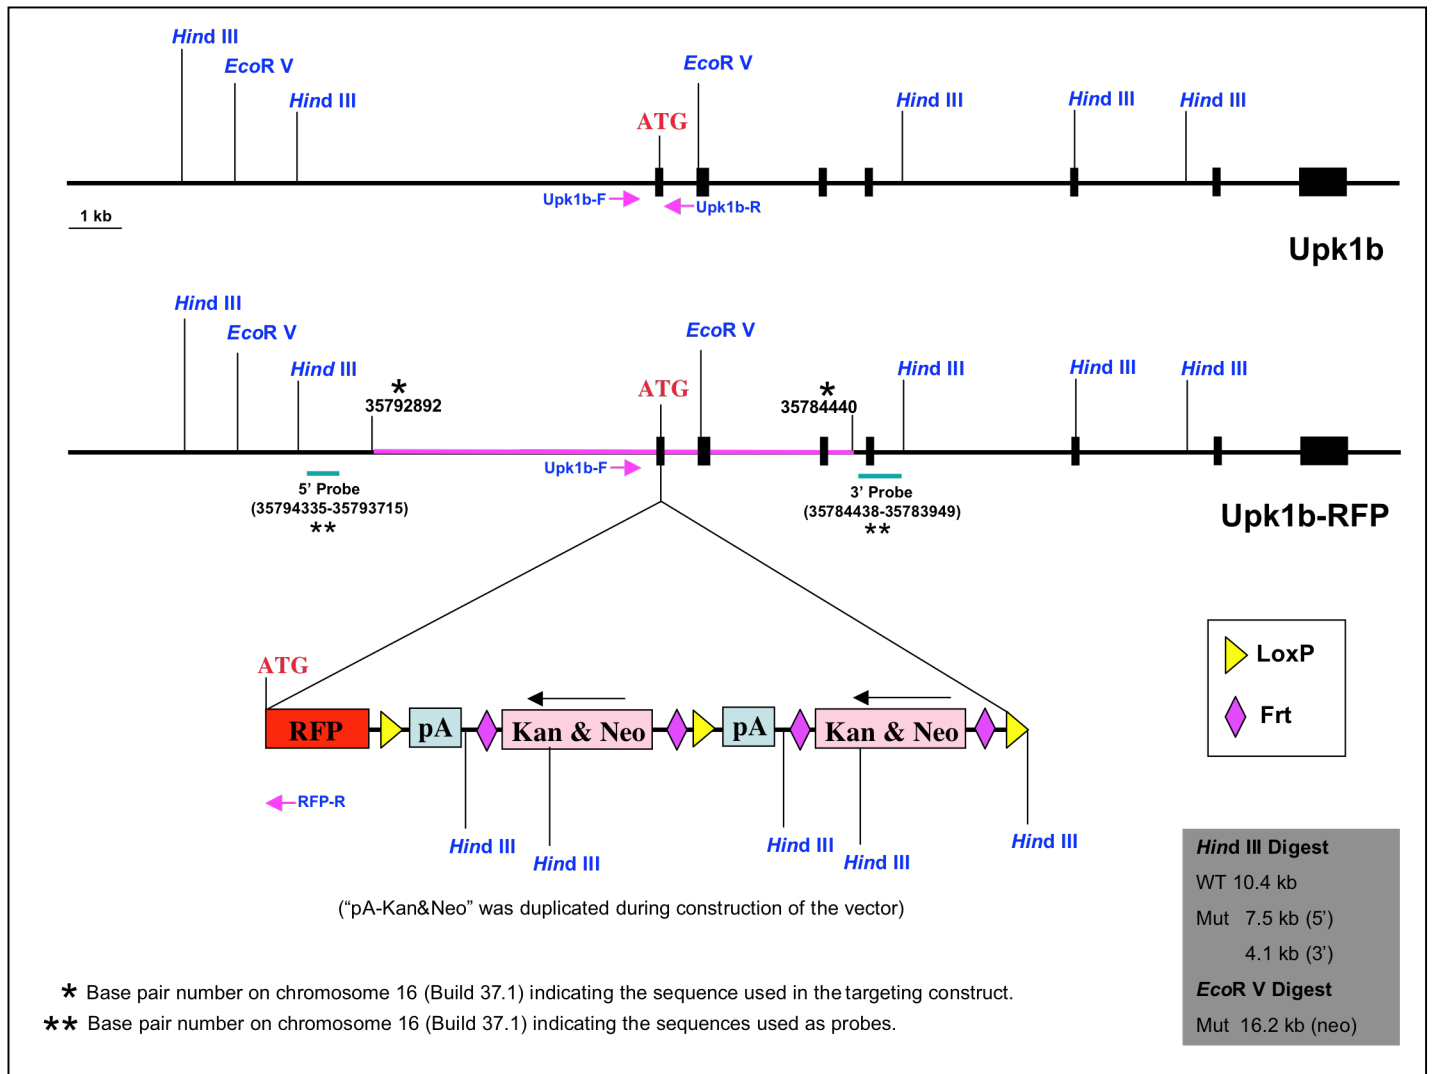 Hind III
EcoR V
Hind III
ATG
EcoR V
Hind III
Hind III
Hind III
Upk1b-F
Upk1b-R
1 kb
Upk1b
Hind III
EcoR V
Hind III
*
35792892
ATG
EcoR V
*
35784440
Hind III
Hind III
Hind III
Upk1b-F
5’ Probe
(35794335-35793715)
**
3’ Probe
(35784438-35783949)
**
Upk1b-RFP
ATG
RFP
pA
Kan & Neo
pA
Kan & Neo
RFP-R
Hind III
Hind III
Hind III
Hind III
Hind III
LoxP
Frt
(“pA-Kan&Neo” was duplicated during construction of the vector)
Hind III Digest
WT 10.4 kb
Mut 7.5 kb (5’)
4.1 kb (3’)
EcoR V Digest
Mut 16.2 kb (neo)
* Base pair number on chromosome 16 (Build 37.1) indicating the sequence used in the targeting construct.
** Base pair number on chromosome 16 (Build 37.1) indicating the sequences used as probes.